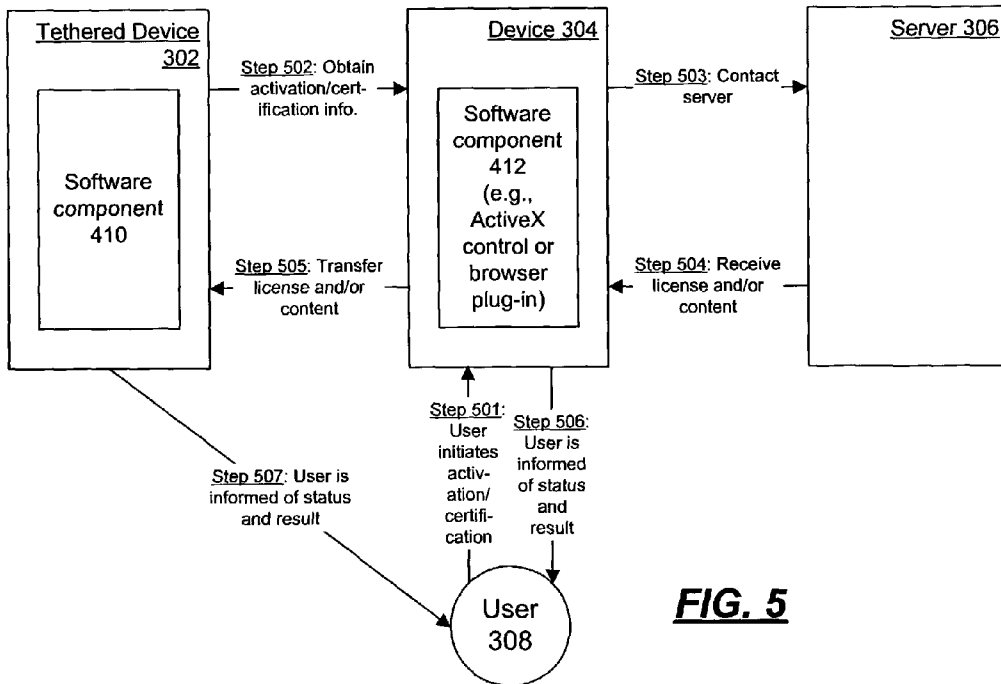 Tethered Device
302
Software
component
410
Step 502: Obtain
activation/cert-
ification info.
Step 505: Transfer
license and/or
content
Device 304
Software
component
412
(e.g.,
ActiveX
control or
browser
plug-in)
Step 503: Contact
server
Step 504: Receive
license and/or
content
Server 306
Step 507: User is
informed of status
and result
Step 501:
User
initiates
activ-
ation/
certifi-
cation
Step 506:
User is
informed
of status
and
result
User
308
FIG. 5